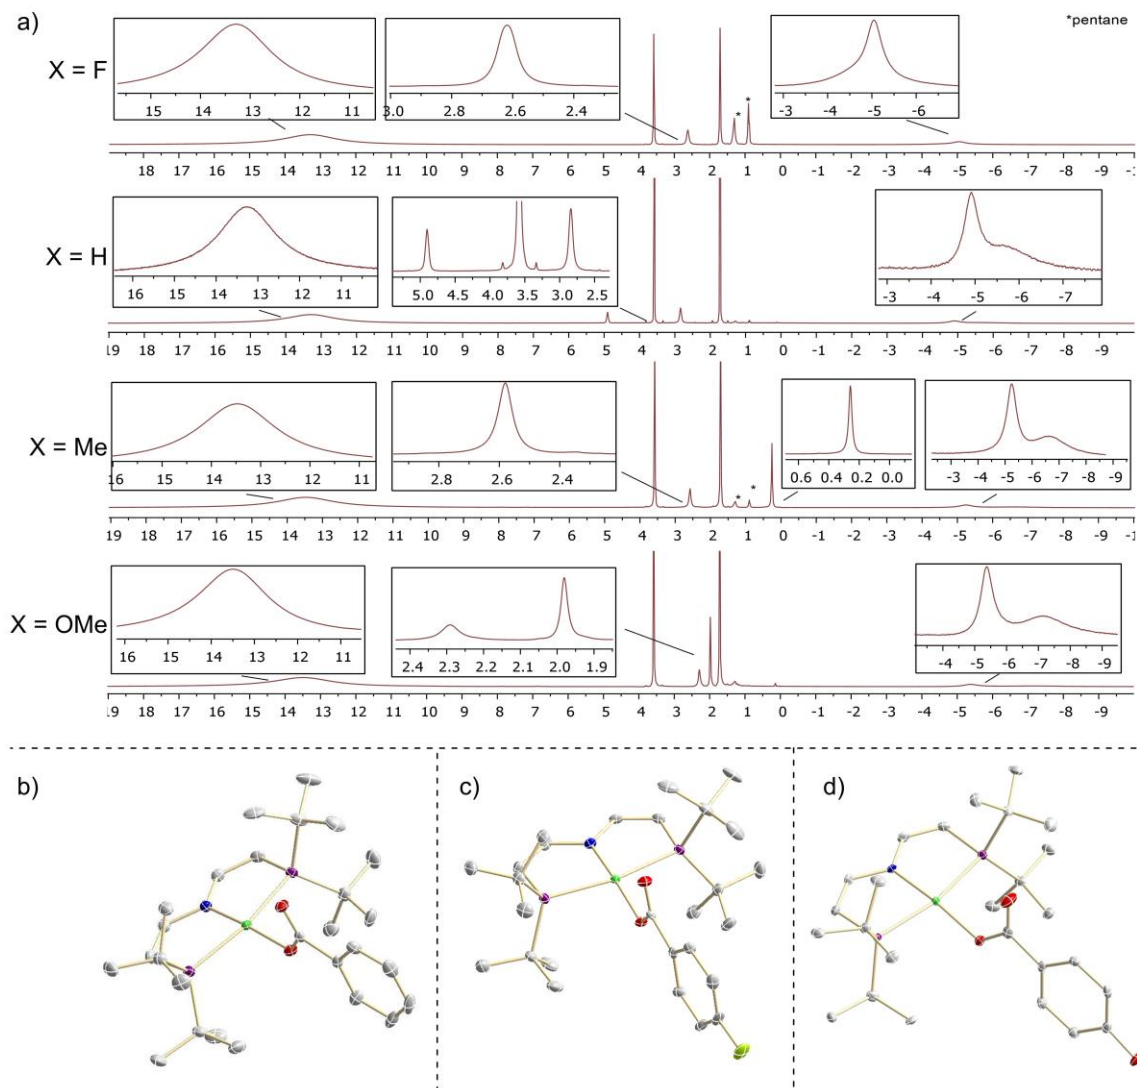 a)
*pentane
X = F
15 14 13 12 11
3.0 2.8 2.6 2.4
-3 -4 -5 -6
* *
18 17 16 15 14 13 12 11 10 9 8 7 6 5 4 3 2 1 0 -1 -2 -3 -4 -5 -6 -7 -8 -9 -1
X = H
16 15 14 13 12 11
5.0 4.5 4.0 3.5 3.0 2.5
-3 -4 -5 -6 -7
19 18 17 16 15 14 13 12 11 10 9 8 7 6 5 4 3 2 1 0 -1 -2 -3 -4 -5 -6 -7 -8 -9
X = Me
16 15 14 13 12 11
2.8 2.6 2.4
0.6 0.4 0.2 0.0
-3 -4 -5 -6 -7 -8 -9
* *
19 18 17 16 15 14 13 12 11 10 9 8 7 6 5 4 3 2 1 0 -1 -2 -3 -4 -5 -6 -7 -8 -9 -1
X = OMe
16 15 14 13 12 11
2.4 2.3 2.2 2.1 2.0 1.9
-4 -5 -6 -7 -8 -9
19 18 17 16 15 14 13 12 11 10 9 8 7 6 5 4 3 2 1 0 -1 -2 -3 -4 -5 -6 -7 -8 -9
b)
c)
d)